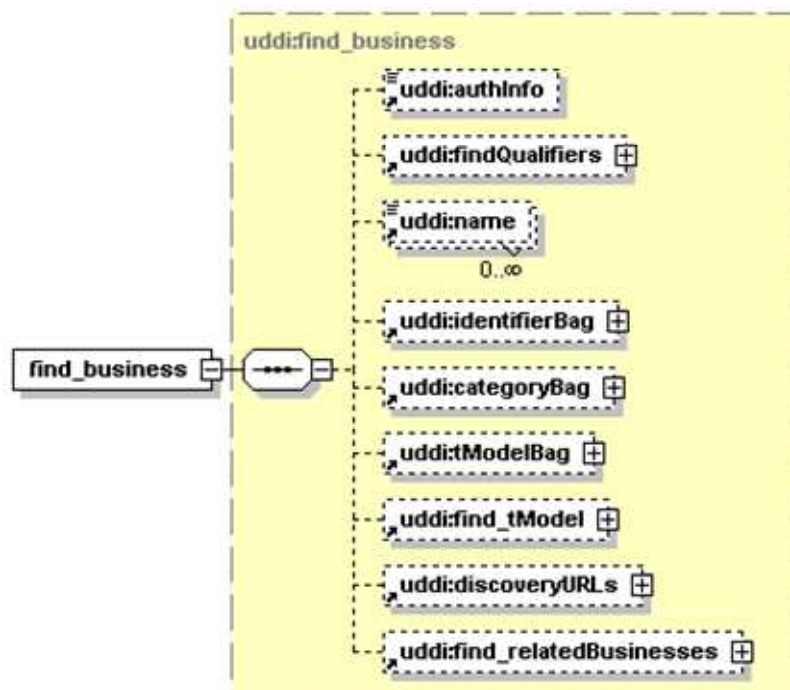 uddi:find_business
uddi:authInfo
uddi:findQualifiers
uddi:name
0..∞
uddi:identifierBag
find_business
uddi:categoryBag
uddi:tModelBag
uddi:find_tModel
uddi:discoveryURLs
uddi:find_relatedBusinesses